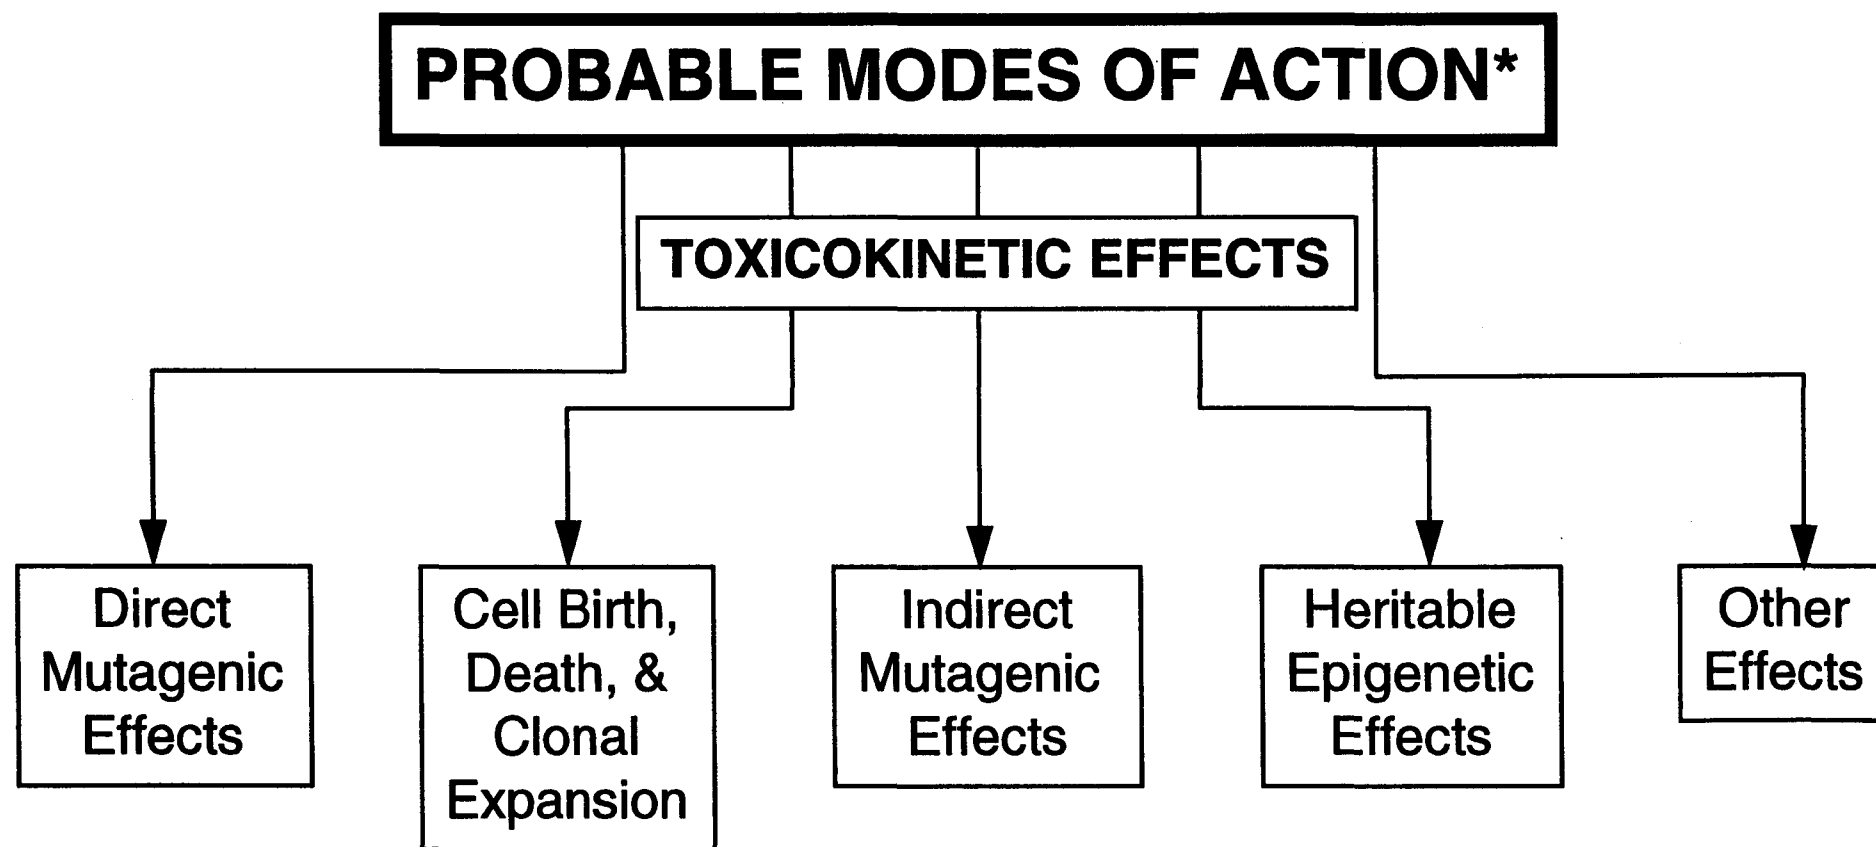 PROBABLE MODES OF ACTION*
TOXICOKINETIC EFFECTS
Direct
Mutagenic
Effects
Cell Birth,
Death, &
Clonal
Expansion
Indirect
Mutagenic
Effects
Heritable
Epigenetic
Effects
Other
Effects